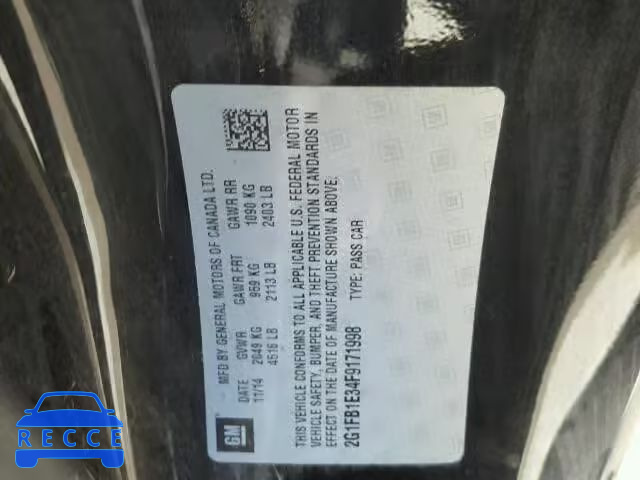 MFD BY GENERAL MOTORS OF CANADA LTD.
DATE GVWR GAWR FRT GAWR RR
11/14 2049 KG 959 KG 1090 KG
4516 LB 2113 LB 2403 LB
GM
THIS VEHICLE CONFORMS TO ALL APPLICABLE U.S. FEDERAL MOTOR
VEHICLE SAFETY, BUMPER, AND THEFT PREVENTION STANDARDS IN
EFFECT ON THE DATE OF MANUFACTURE SHOWN ABOVE.
2G1FB1E34F9171998 TYPE: PASS CAR